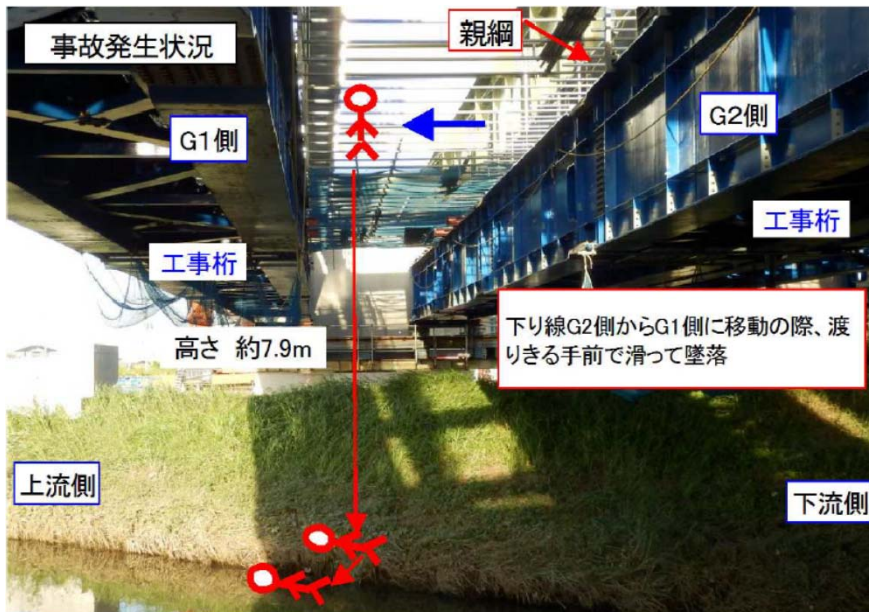 事故発生状況
親綱
G1側
G2側
工事桁
工事桁
下り線G2側からG1側に移動の際、渡
りきる手前で滑って墜落
高さ 約7.9m
上流側
下流側